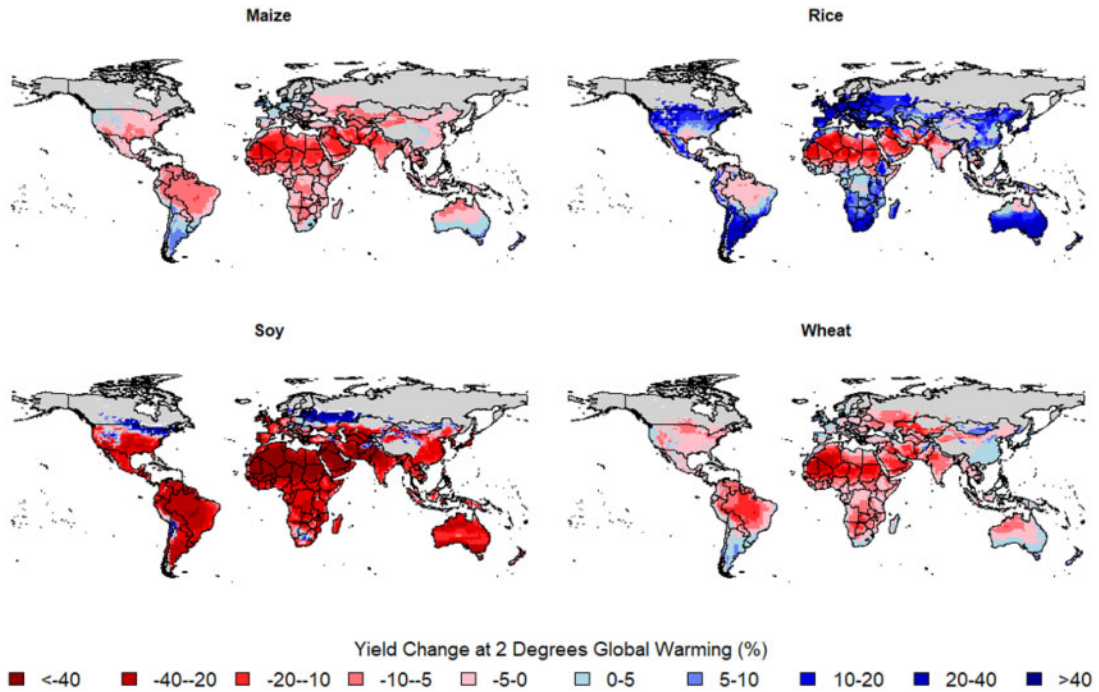 Maize
Rice
Soy
Wheat
Yield Change at 2 Degrees Global Warming (%)
<-40 -40--20 -20--10 -10--5 -5-0 0-5 5-10 10-20 20-40 >40